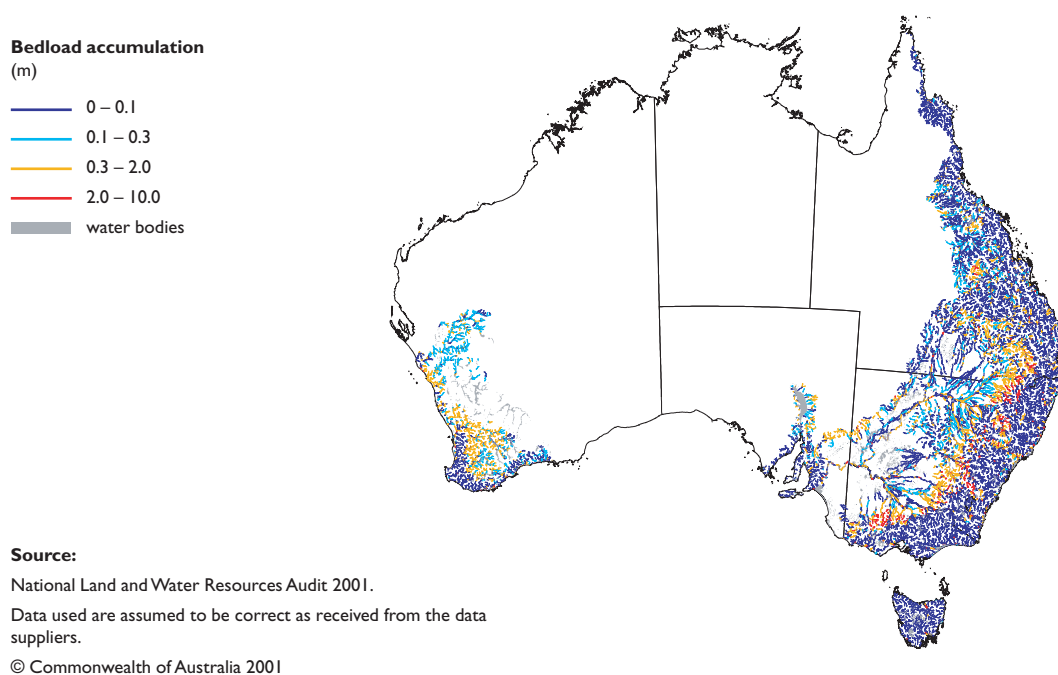 Bedload accumulation
(m)
0 – 0.1
0.1 – 0.3
0.3 – 2.0
2.0 – 10.0
water bodies
Source:
National Land and Water Resources Audit 2001.
Data used are assumed to be correct as received from the data
suppliers.
© Commonwealth of Australia 2001